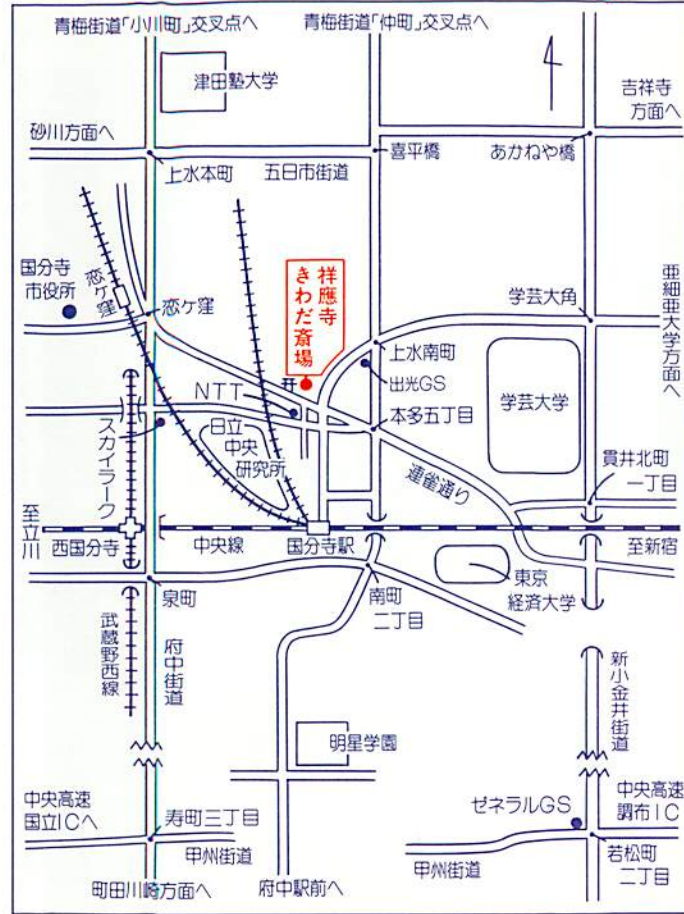 青梅街道「小川町」交叉点へ
青梅街道「仲町」交叉点へ
津田塾大学
吉祥寺
方面へ
砂川方面へ
上水本町
五日市街道
喜平橋
あかねや橋
国分寺
市役所
恋ケ窪
恋ケ窪
祥應寺
きわだ斎場
学芸大角
亜細亜大学方面へ
上水南町
出光GS
NTT
学芸大学
本多五丁目
スカイラーク
日立
中央
研究所
連雀通り
貫井北町
一丁目
至立川
西国分寺
中央線
国分寺駅
至新宿
東京
経済大学
泉町
南町
二丁目
武蔵野西線
府中街道
新小金井街道
明星学園
中央高速
国立ICへ
寿町三丁目
甲州街道
ゼネラルGS
中央高速
調布IC
甲州街道
若松町
二丁目
町田川崎方面へ
府中駅前へ